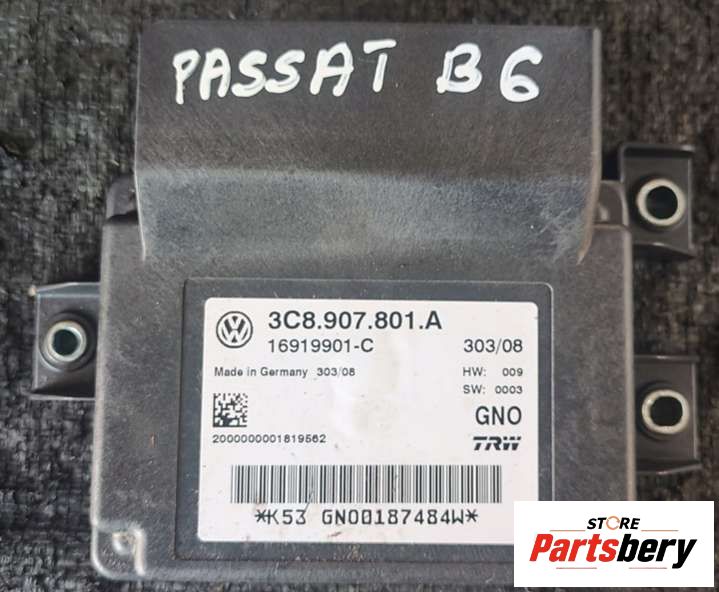 PASSAT B6
3C8.907.801.A
16919901-C 303/08
Made in Germany 303/08 HW: 009
SW: 0003
GNO
2000000001819562 TRW
*K53 GNO0187484W*
STORE
Partsbery